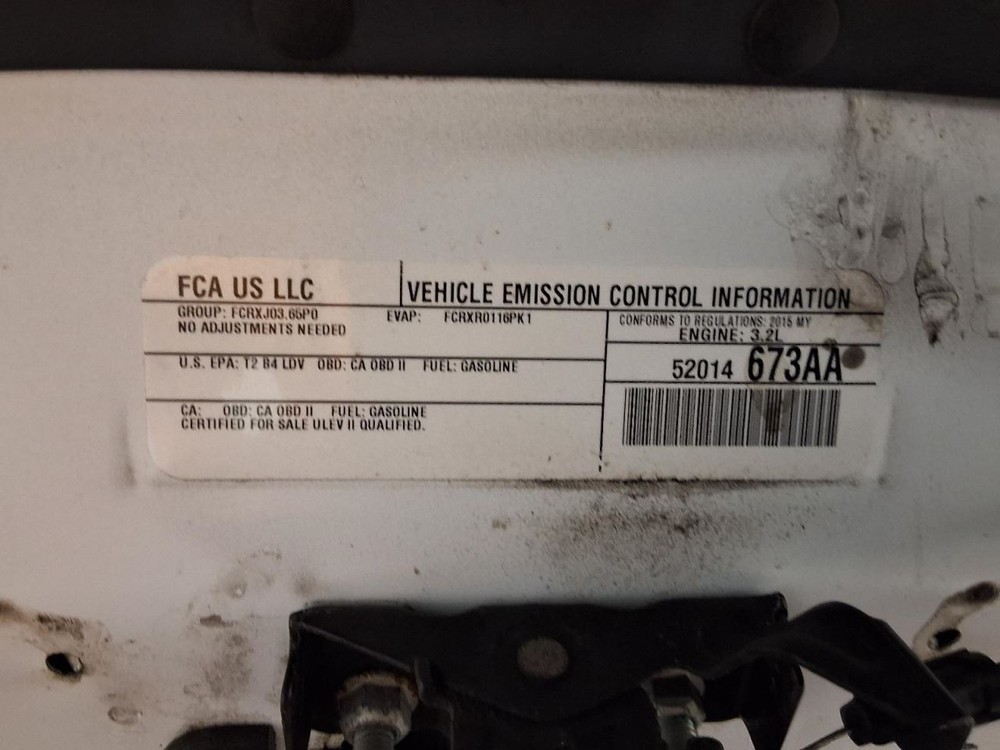 FCA US LLC
VEHICLE EMISSION CONTROL INFORMATION
GROUP: FCRXJ03.65P0
EVAP: FCRXR0116PK1
NO ADJUSTMENTS NEEDED
CONFORMS TO REGULATIONS: 2015 MY
ENGINE: 3.2L
U.S. EPA: T2 B4 LDV OBD: CA OBD II FUEL: GASOLINE
52014 673AA
CA: OBD: CA OBD II FUEL: GASOLINE
CERTIFIED FOR SALE ULEV II QUALIFIED.